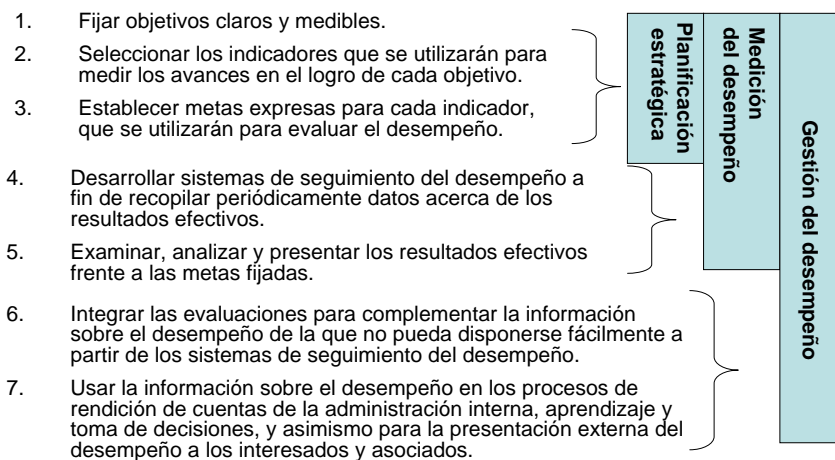 1. Fijar objetivos claros y medibles.
2. Seleccionar los indicadores que se utilizarán para
medir los avances en el logro de cada objetivo.
3. Establecer metas expresas para cada indicador,
que se utilizarán para evaluar el desempeño.
4. Desarrollar sistemas de seguimiento del desempeño a
fin de recopilar periódicamente datos acerca de los
resultados efectivos.
5. Examinar, analizar y presentar los resultados efectivos
frente a las metas fijadas.
6. Integrar las evaluaciones para complementar la información
sobre el desempeño de la que no pueda disponerse fácilmente a
partir de los sistemas de seguimiento del desempeño.
7. Usar la información sobre el desempeño en los procesos de
rendición de cuentas de la administración interna, aprendizaje y
toma de decisiones, y asimismo para la presentación externa del
desempeño a los interesados y asociados.
Planificación
estratégica
Medición
del desempeño
Gestión del desempeño